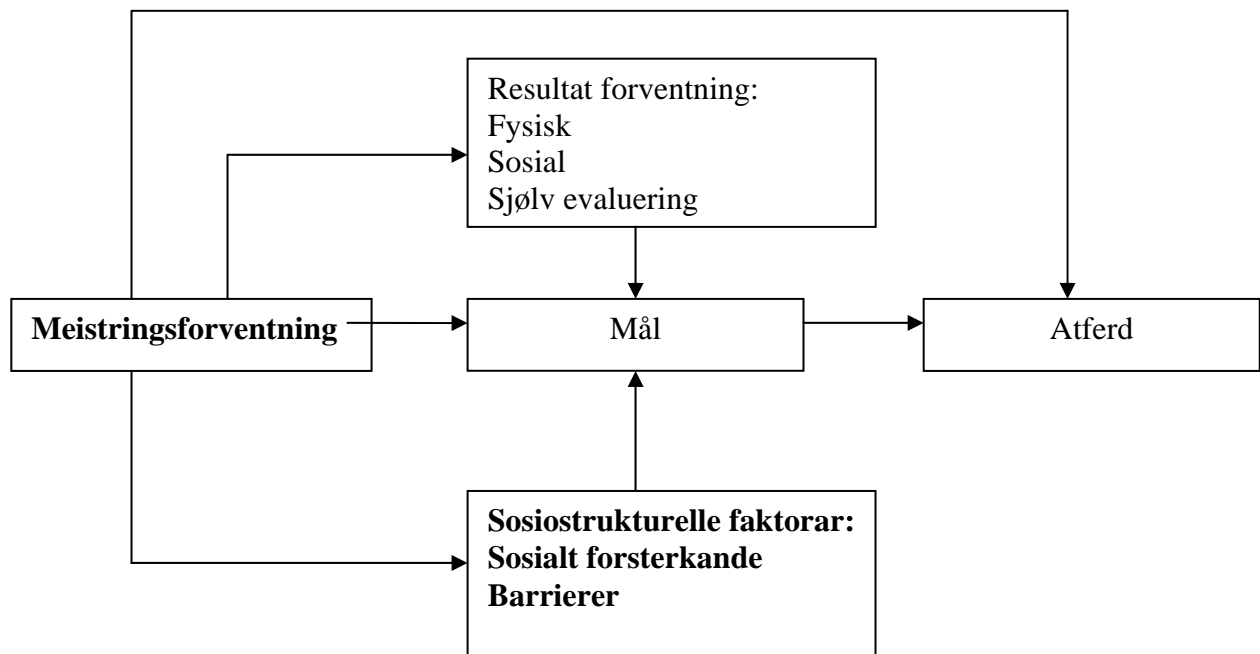 Resultat forventning:
Fysisk
Sosial
Sjølv evaluering
Meistringsforventning
Mål
Atferd
Sosiostrukturelle faktorar:
Sosialt forsterkande
Barrierer